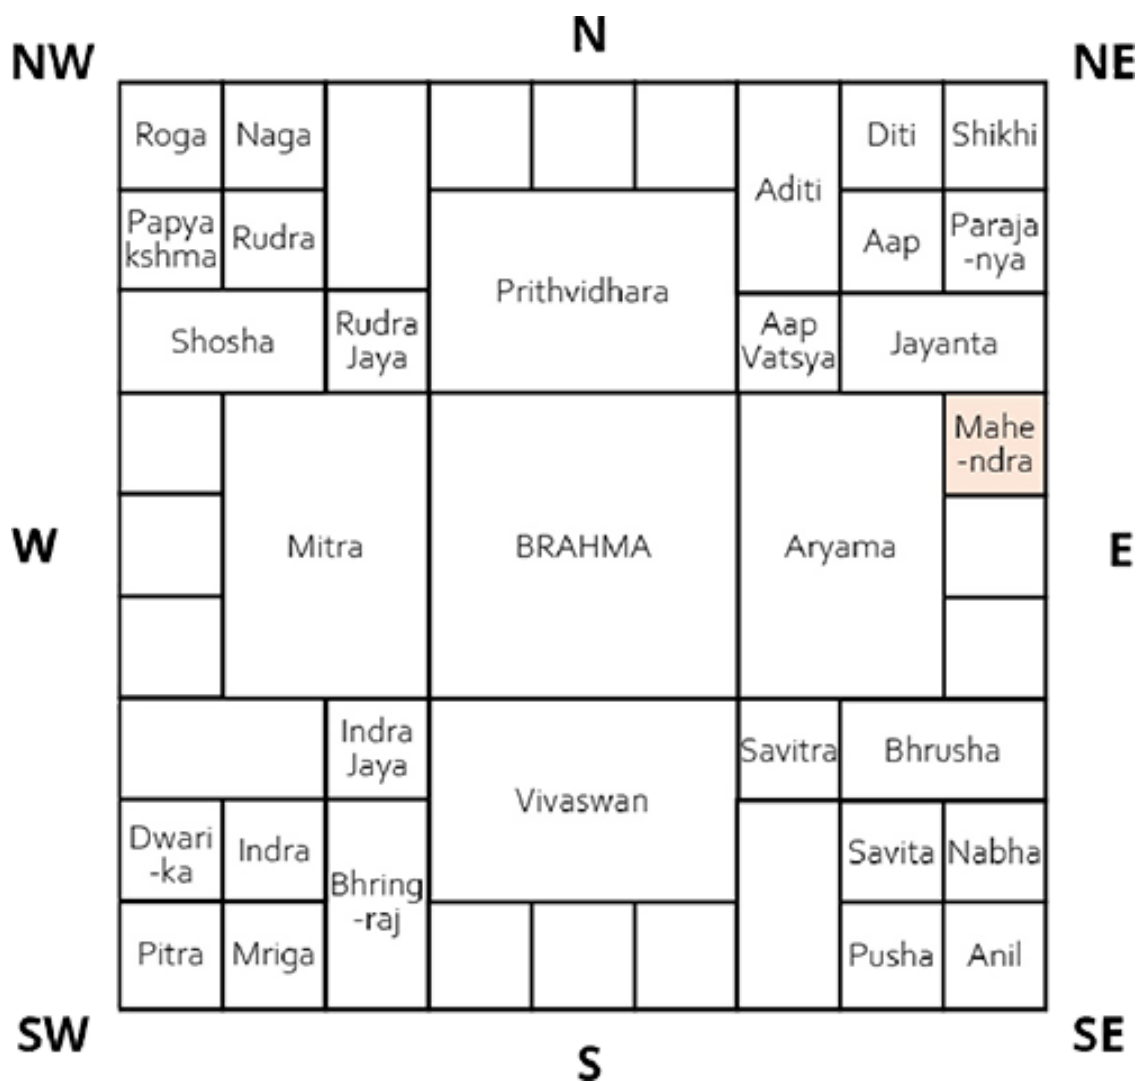 N
NW
NE
Roga
Naga
Aditi
Diti
Shikhi
Papya
kshma
Rudra
Aap
Paraja
-nya
Prithvidhara
Shosha
Rudra
Jaya
Aap
Vatsya
Jayanta
Mahe
-ndra
W
Mitra
BRAHMA
Aryama
E
Indra
Jaya
Vivaswan
Savitra
Bhrusha
Dwari
-ka
Indra
Bhring
-raj
Savita
Nabha
Pitra
Mriga
Pusha
Anil
SW
S
SE